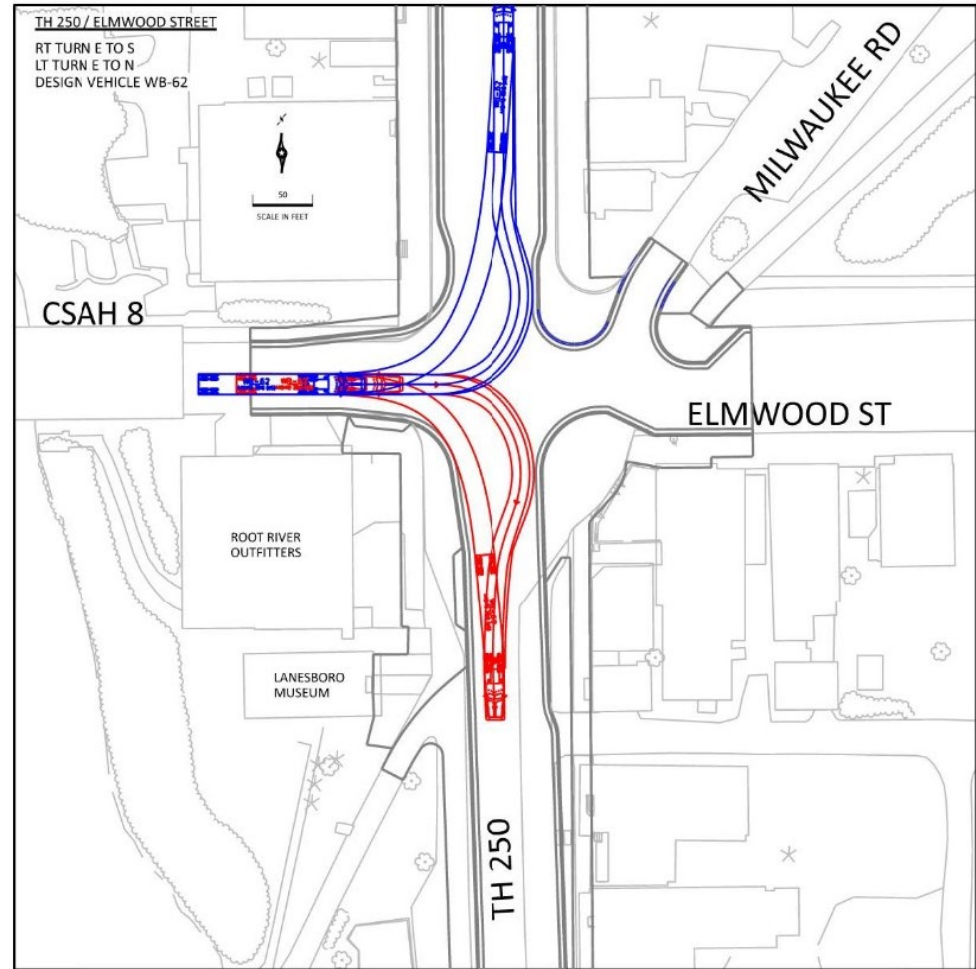 TH 250 / ELMWOOD STREET
RT TURN E TO S
LT TURN E TO N
DESIGN VEHICLE WB-62
50
SCALE IN FEET
MILWAUKEE RD
CSAH 8
ELMWOOD ST
ROOT RIVER
OUTFITTERS
LANESBORO
MUSEUM
TH 250